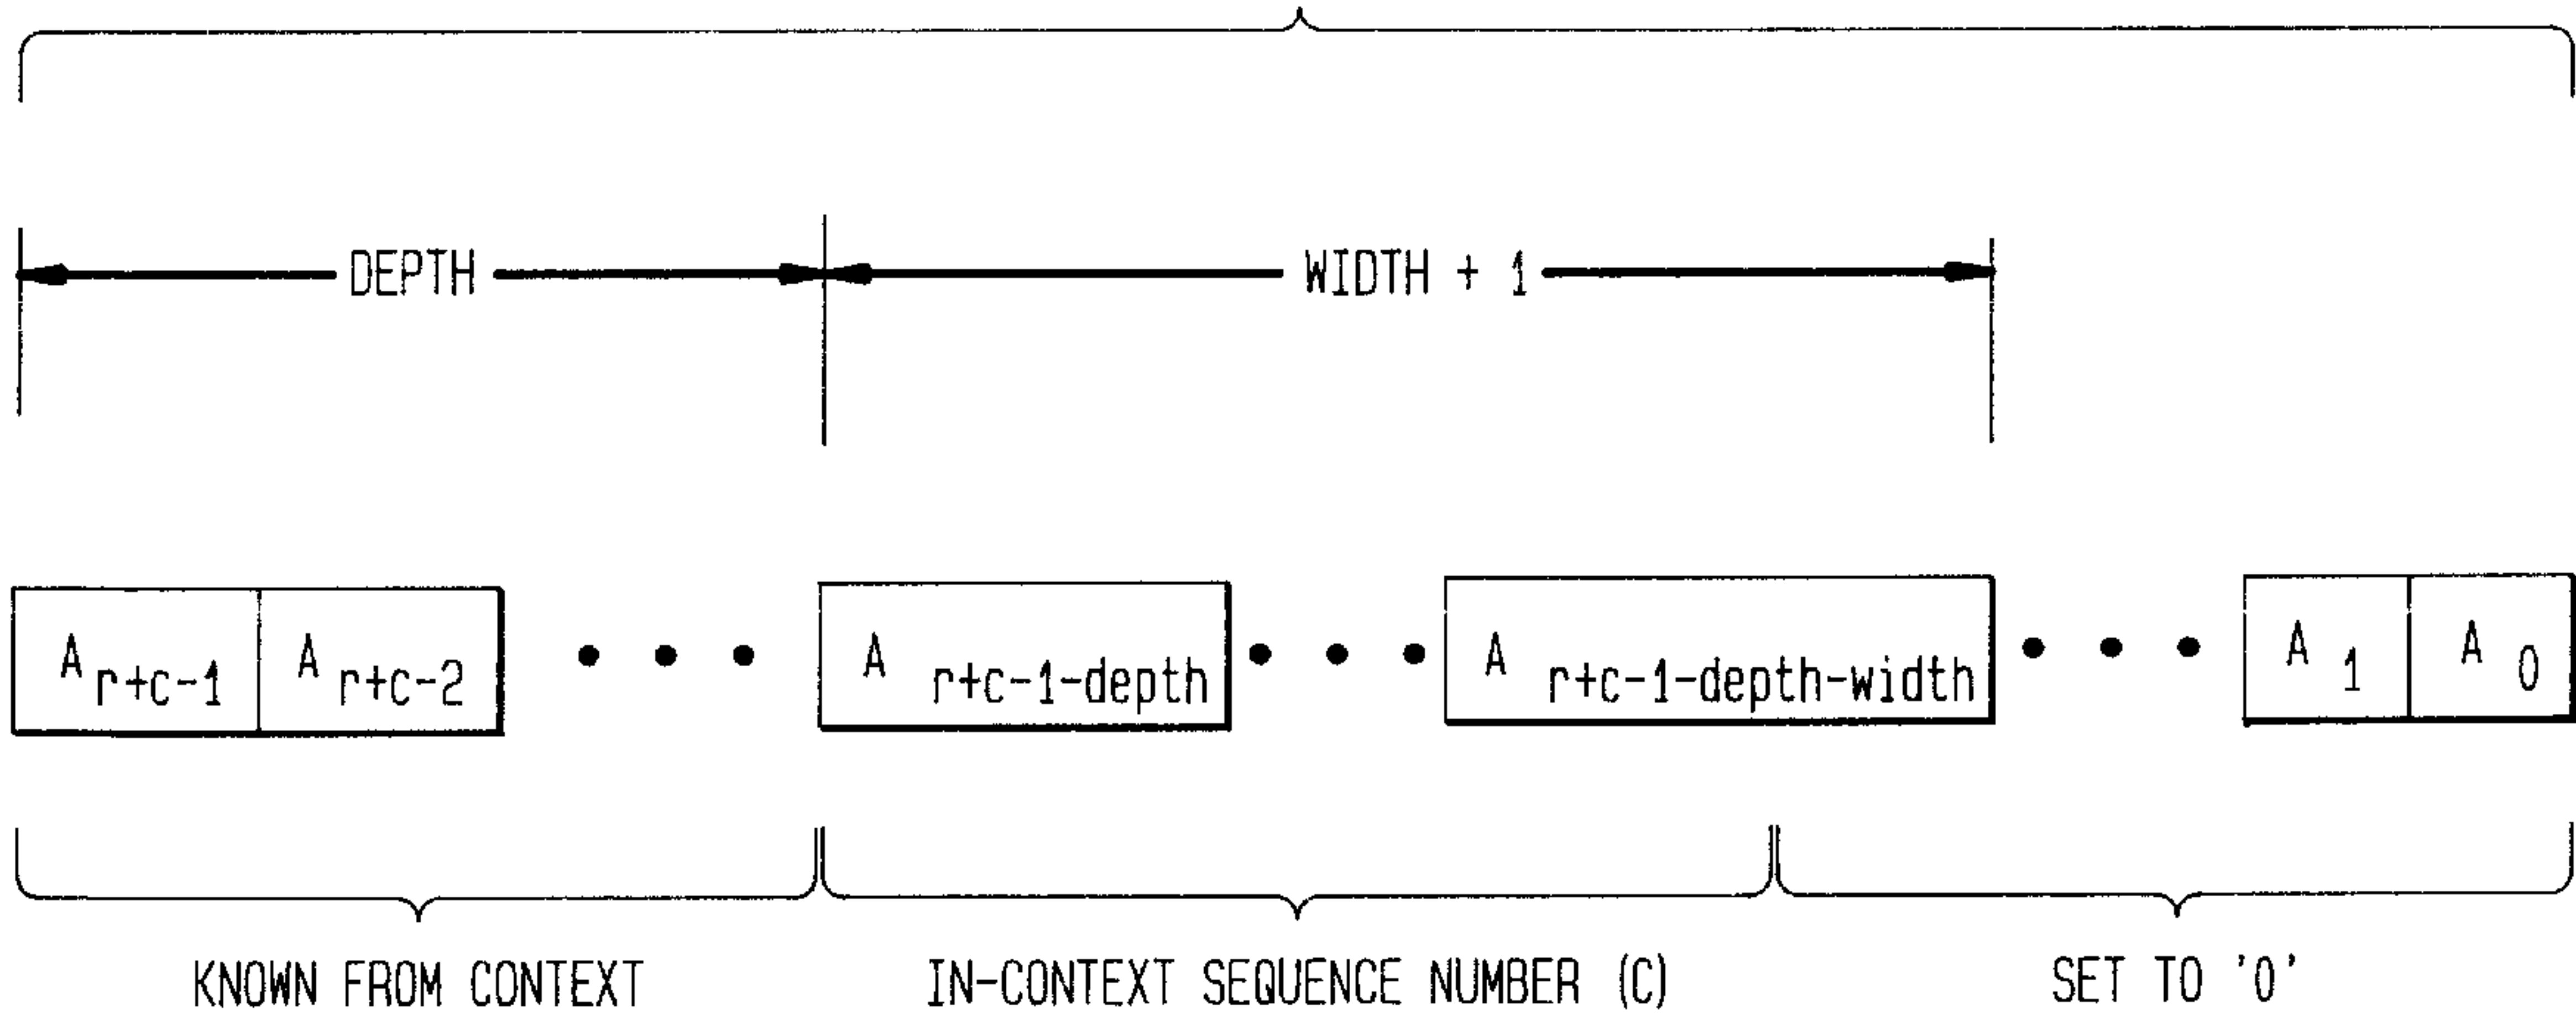 DEPTH WIDTH + 1
A r+c-1 A r+c-2 • • • A r+c-1-depth • • • A r+c-1-depth-width • • • A 1 A 0
KNOWN FROM CONTEXT IN-CONTEXT SEQUENCE NUMBER (C) SET TO '0'